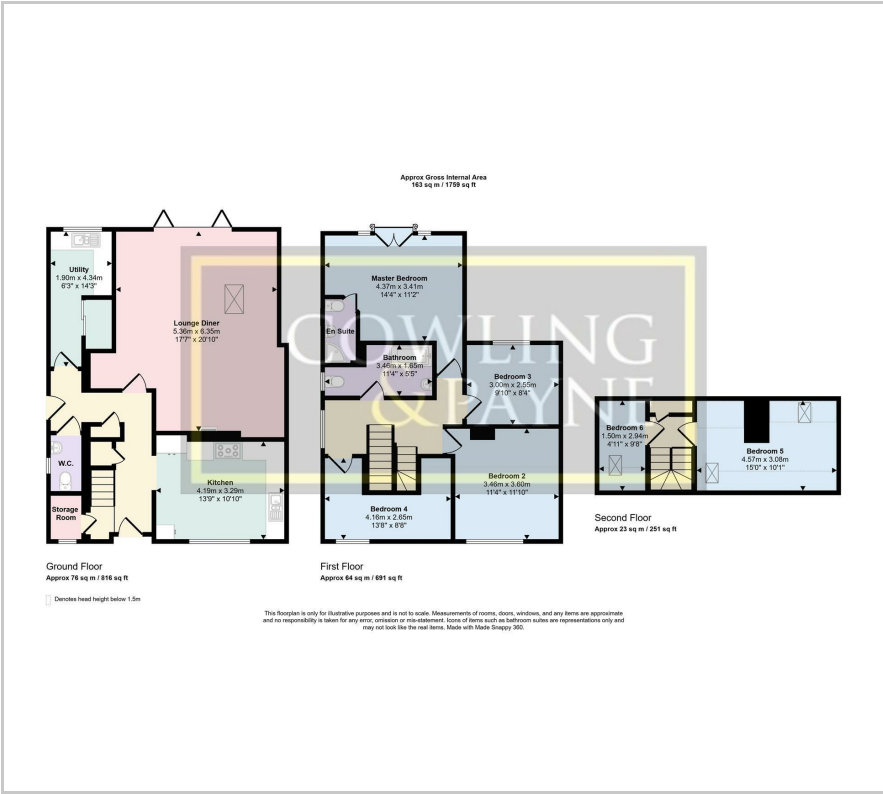 Approx Gross Internal Area
163 sq m / 1759 sq ft
Utility
1.90m x 4.34m
6'3" x 14'3"
Lounge Diner
5.36m x 6.35m
17'7" x 20'10"
W.C.
Storage
Room
Kitchen
4.19m x 3.29m
13'9" x 10'10"
Ground Floor
Approx 76 sq m / 816 sq ft
Denotes head height below 1.5m
Master Bedroom
4.37m x 3.41m
14'4" x 11'2"
En Suite
Bathroom
3.46m x 1.65m
11'4" x 5'5"
Bedroom 3
3.00m x 2.55m
9'10" x 8'4"
Bedroom 2
3.46m x 3.60m
11'4" x 11'10"
Bedroom 4
4.16m x 2.65m
13'8" x 8'8"
First Floor
Approx 64 sq m / 691 sq ft
Bedroom 6
1.50m x 2.94m
4'11" x 9'8"
Bedroom 5
4.57m x 3.08m
15'0" x 10'1"
Second Floor
Approx 23 sq m / 251 sq ft
COWLING
& PAYNE
This floorplan is only for illustrative purposes and is not to scale. Measurements of rooms, doors, windows, and any items are approximate
and no responsibility is taken for any error, omission or mis-statement. Icons of items such as bathroom suites are representations only and
may not look like the real items. Made with Made Snappy 360.